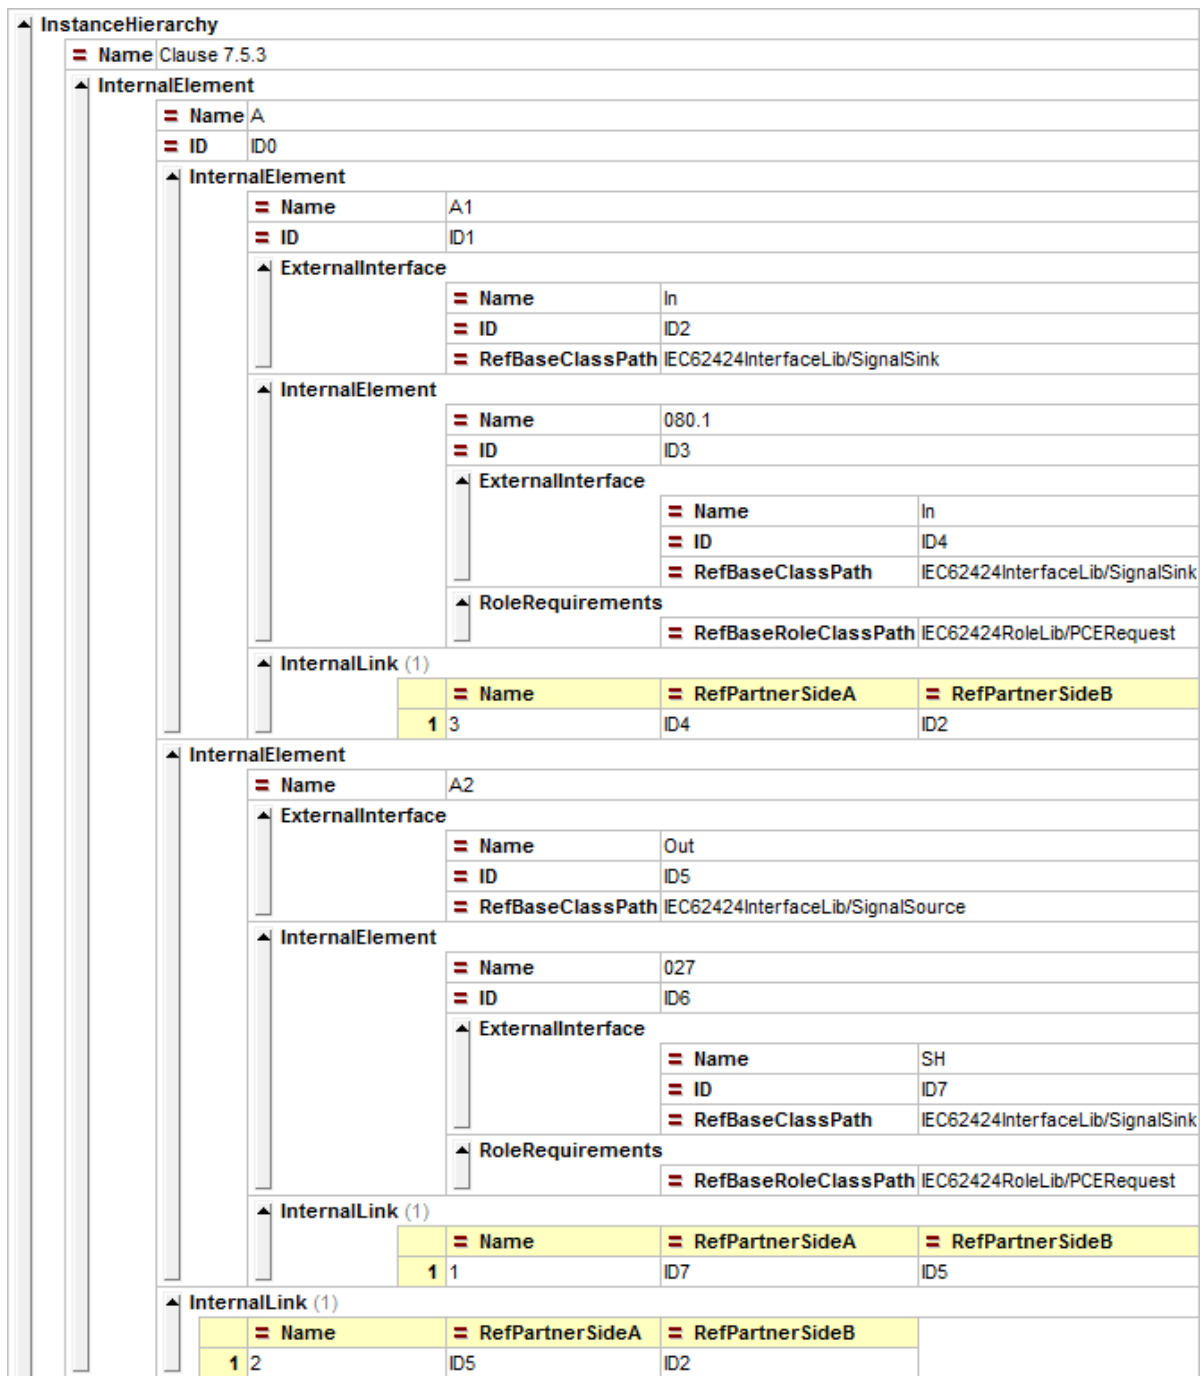 InstanceHierarchy
= Name Clause 7.5.3
InternalElement
= Name A
= ID ID0
InternalElement
= Name A1
= ID ID1
ExternalInterface
= Name In
= ID ID2
= RefBaseClassPath IEC62424InterfaceLib/SignalSink
InternalElement
= Name 080.1
= ID ID3
ExternalInterface
= Name In
= ID ID4
= RefBaseClassPath IEC62424InterfaceLib/SignalSink
RoleRequirements
= RefBaseRoleClassPath IEC62424RoleLib/PCERequest
InternalLink (1)
= Name = RefPartnerSideA = RefPartnerSideB
1 3 ID4 ID2
InternalElement
= Name A2
ExternalInterface
= Name Out
= ID ID5
= RefBaseClassPath IEC62424InterfaceLib/SignalSource
InternalElement
= Name 027
= ID ID6
ExternalInterface
= Name SH
= ID ID7
= RefBaseClassPath IEC62424InterfaceLib/SignalSink
RoleRequirements
= RefBaseRoleClassPath IEC62424RoleLib/PCERequest
InternalLink (1)
= Name = RefPartnerSideA = RefPartnerSideB
1 1 ID7 ID5
InternalLink (1)
= Name = RefPartnerSideA = RefPartnerSideB
1 2 ID5 ID2